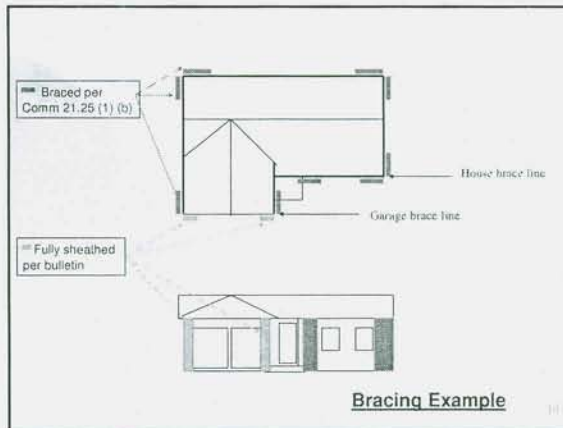 Braced per
Comm 21.25 (1) (b)
House brace line
Garage brace line
Fully sheathed
per bulletin
Bracing Example